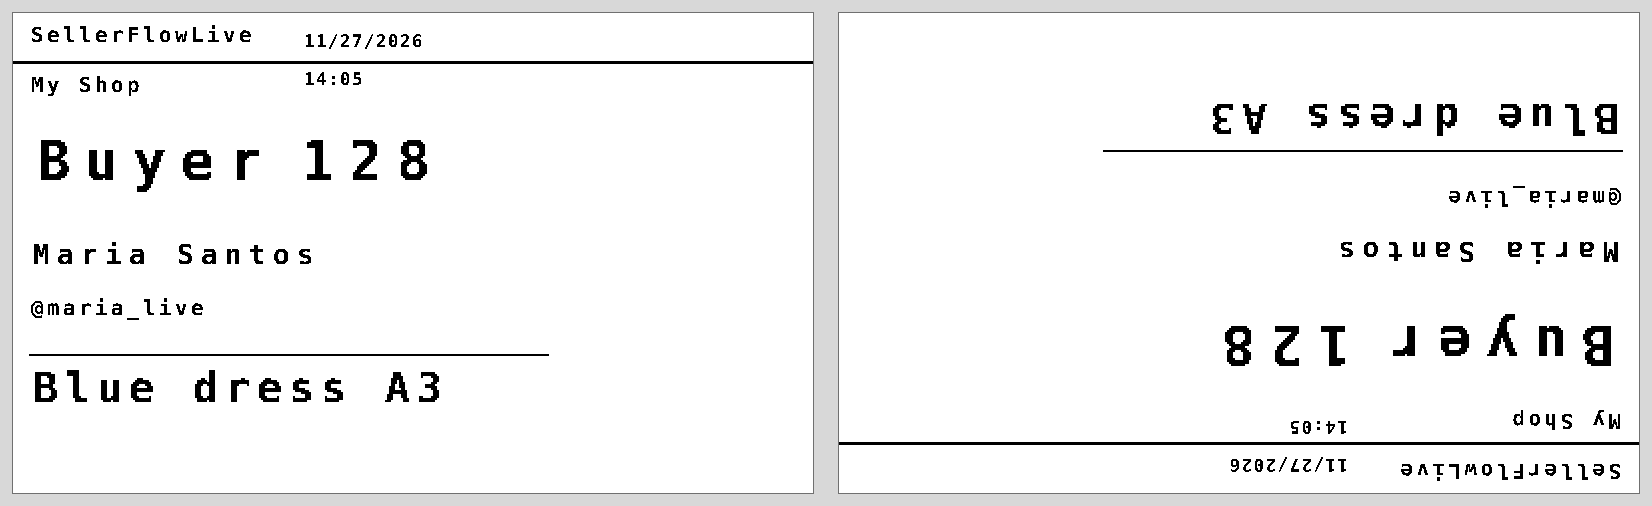 SellerFlowLive 11/27/2026
My Shop 14:05
Buyer 128
Maria Santos
@maria_live
Blue dress A3
SellerFlowLive 11/27/2026
My Shop 14:05
Buyer 128
Maria Santos
@maria_live
Blue dress A3